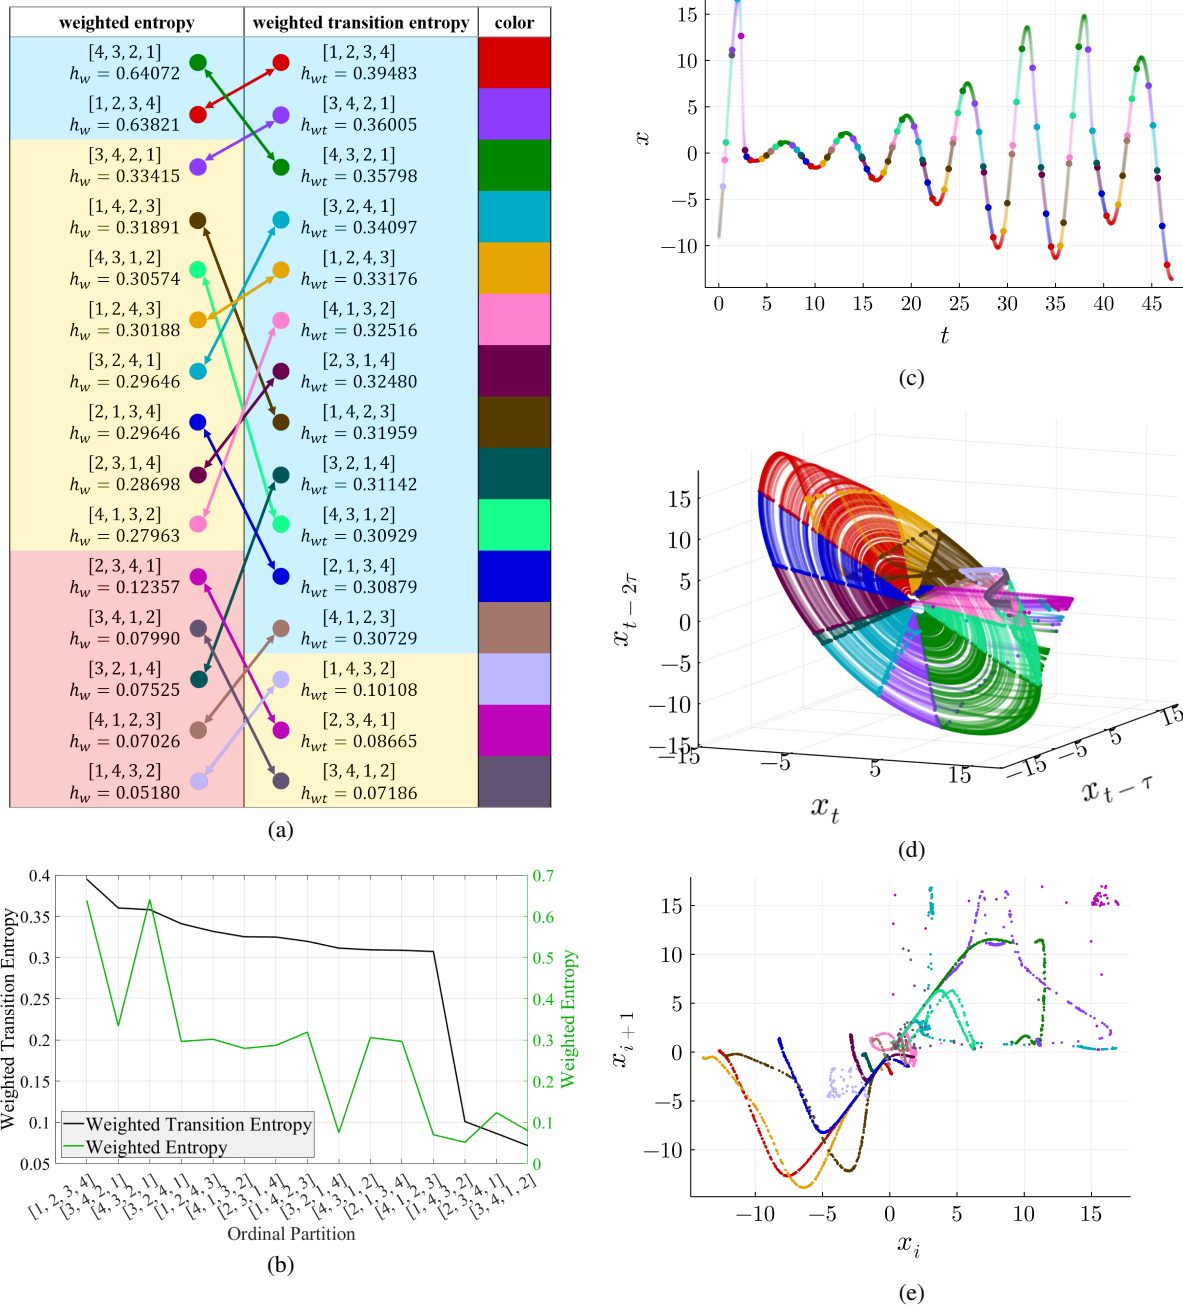 weighted entropy weighted transition entropy color
[4, 3, 2, 1] [1, 2, 3, 4]
h_w = 0.64072 h_wt = 0.39483
[1, 2, 3, 4] [3, 4, 2, 1]
h_w = 0.63821 h_wt = 0.36005
[3, 4, 2, 1] [4, 3, 2, 1]
h_w = 0.33415 h_wt = 0.35798
[1, 4, 2, 3] [3, 2, 4, 1]
h_w = 0.31891 h_wt = 0.34097
[4, 3, 1, 2] [1, 2, 4, 3]
h_w = 0.30574 h_wt = 0.33176
[1, 2, 4, 3] [4, 1, 3, 2]
h_w = 0.30188 h_wt = 0.32516
[3, 2, 4, 1] [2, 3, 1, 4]
h_w = 0.29646 h_wt = 0.32480
[2, 1, 3, 4] [1, 4, 2, 3]
h_w = 0.29646 h_wt = 0.31959
[2, 3, 1, 4] [3, 2, 1, 4]
h_w = 0.28698 h_wt = 0.31142
[4, 1, 3, 2] [4, 3, 1, 2]
h_w = 0.27963 h_wt = 0.30929
[2, 3, 4, 1] [2, 1, 3, 4]
h_w = 0.12357 h_wt = 0.30879
[3, 4, 1, 2] [4, 1, 2, 3]
h_w = 0.07990 h_wt = 0.30729
[3, 2, 1, 4] [1, 4, 3, 2]
h_w = 0.07525 h_wt = 0.10108
[4, 1, 2, 3] [2, 3, 4, 1]
h_w = 0.07026 h_wt = 0.08665
[1, 4, 3, 2] [3, 4, 1, 2]
h_w = 0.05180 h_wt = 0.07186
(a)
0.4
0.35
0.3
0.25
0.2
0.15
0.1
0.05
Weighted Transition Entropy
0.7
0.6
0.5
0.4
0.3
0.2
0.1
0
Weighted Entropy
Weighted Transition Entropy
Weighted Entropy
[1, 2, 3, 4]
[3, 4, 2, 1]
[4, 3, 2, 1]
[3, 2, 4, 1]
[1, 2, 4, 3]
[4, 1, 3, 2]
[2, 3, 1, 4]
[1, 4, 2, 3]
[3, 2, 1, 4]
[4, 3, 1, 2]
[2, 1, 3, 4]
[4, 1, 2, 3]
[1, 4, 3, 2]
[2, 3, 4, 1]
[3, 4, 1, 2]
Ordinal Partition
(b)
15
10
5
0
−5
−10
x
0 5 10 15 20 25 30 35 40 45
t
(c)
15
10
5
0
−5
−10
−15
x_t−2τ
−15 −5 5 15
x_t
−15 −5 5 15
x_t−τ
(d)
15
10
5
0
−5
−10
x_i+1
−10 −5 0 5 10 15
x_i
(e)